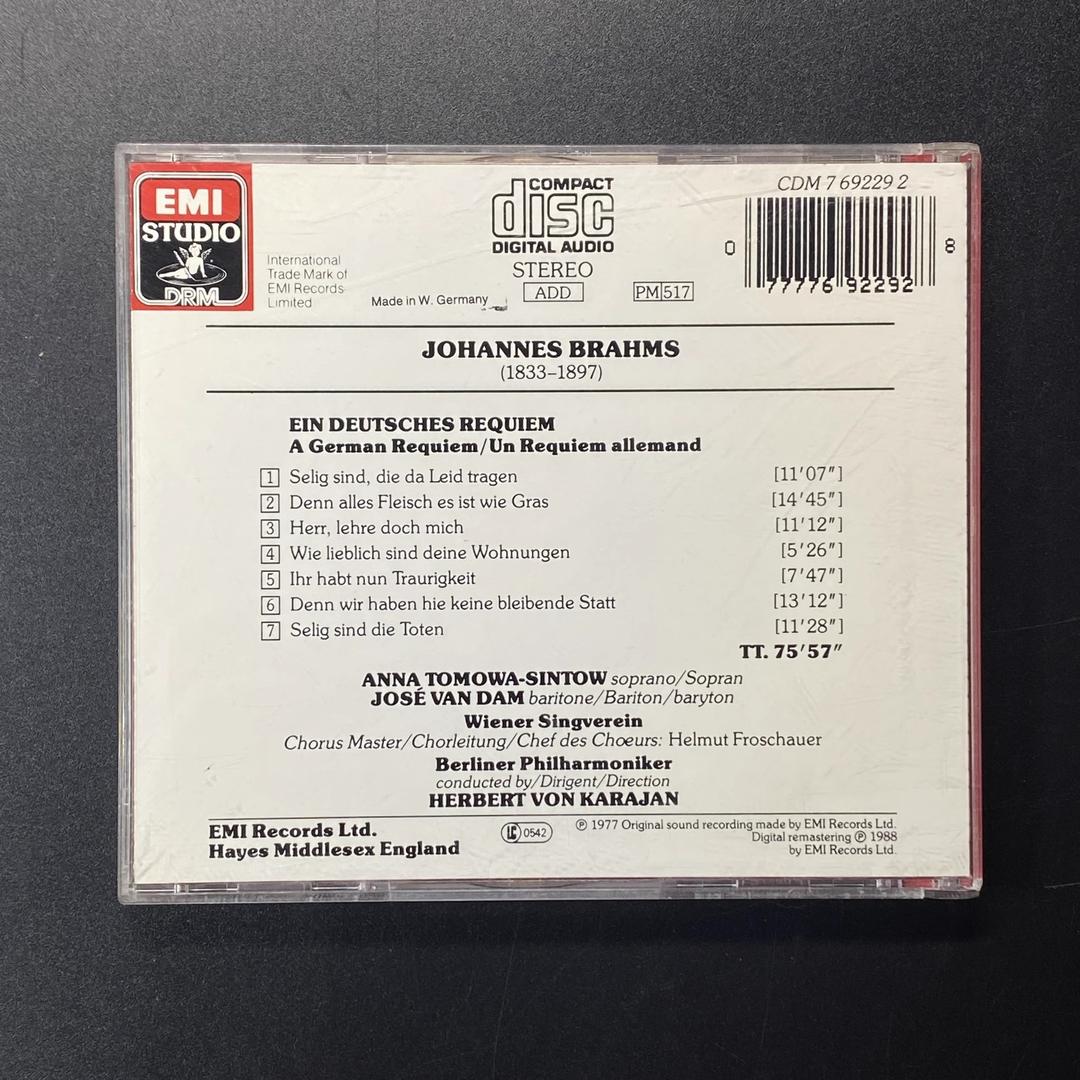 EMI
STUDIO
DRM
International
Trade Mark of
EMI Records
Limited
Made in W. Germany
COMPACT
disc
DIGITAL AUDIO
STEREO
ADD
PM 517
CDM 7 69229 2
0 77776 92292 8
JOHANNES BRAHMS
(1833–1897)
EIN DEUTSCHES REQUIEM
A German Requiem/Un Requiem allemand
1 Selig sind, die da Leid tragen [11'07"]
2 Denn alles Fleisch es ist wie Gras [14'45"]
3 Herr, lehre doch mich [11'12"]
4 Wie lieblich sind deine Wohnungen [5'26"]
5 Ihr habt nun Traurigkeit [7'47"]
6 Denn wir haben hie keine bleibende Statt [13'12"]
7 Selig sind die Toten [11'28"]
TT. 75'57"
ANNA TOMOWA-SINTOW soprano/Sopran
JOSÉ VAN DAM baritone/Bariton/baryton
Wiener Singverein
Chorus Master/Chorleitung/Chef des Chœurs: Helmut Froschauer
Berliner Philharmoniker
conducted by/Dirigent/Direction
HERBERT VON KARAJAN
EMI Records Ltd.
Hayes Middlesex England
LC 0542
℗ 1977 Original sound recording made by EMI Records Ltd.
Digital remastering ℗ 1988
by EMI Records Ltd.